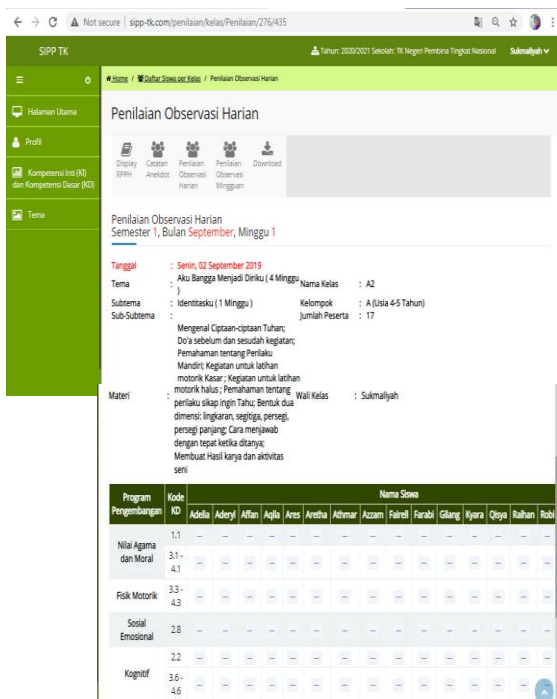 Not secure | sipp-tk.com/penilaian/kelas/Penilaian/276/435
SIPP TK
Tahun: 2020/2021 Sekolah: TK Negeri Pembina Tingkat Nasional Sukmaliyah
Home / Daftar Siswa per Kelas / Penilaian Observasi Harian
Halaman Utama
Profil
Kompetensi Inti (KI)
dan Kompetensi Dasar (KD)
Tema
Penilaian Observasi Harian
Display RPPH
Catatan Anekdot
Penilaian Observasi Harian
Penilaian Observasi Mingguan
Download
Penilaian Observasi Harian
Semester 1, Bulan September, Minggu 1
Tanggal : Senin, 02 September 2019
Tema : Aku Bangga Menjadi Diriku ( 4 Minggu ) Nama Kelas : A2
Subtema : Identitasku ( 1 Minggu ) Kelompok : A (Usia 4-5 Tahun)
Sub-Subtema : Jumlah Peserta : 17
Materi : Mengenal Ciptaan-ciptaan Tuhan;
Do'a sebelum dan sesudah kegiatan;
Pemahaman tentang Perilaku
Mandiri; Kegiatan untuk latihan
motorik Kasar ; Kegiatan untuk latihan
motorik halus ; Pemahaman tentang
perilaku sikap ingin Tahu; Bentuk dua
dimensi: lingkaran, segitiga, persegi,
persegi panjang; Cara menjawab
dengan tepat ketika ditanya;
Membuat Hasil karya dan aktivitas
seni
Wali Kelas : Sukmaliyah
Program Pengembangan Kode KD Nama Siswa
Adelia Aderyl Affan Aqila Ares Aretha Athmar Azzam Fairell Farabi Gilang Kyara Qisya Raihan Robi
Nilai Agama dan Moral
1.1 -- -- -- -- -- -- -- -- -- -- -- -- -- -- --
3.1 - 4.1 -- -- -- -- -- -- -- -- -- -- -- -- -- -- --
Fisik Motorik 3.3 - 4.3 -- -- -- -- -- -- -- -- -- -- -- -- -- -- --
Sosial Emosional 2.8 -- -- -- -- -- -- -- -- -- -- -- -- -- -- --
Kognitif
2.2 -- -- -- -- -- -- -- -- -- -- -- -- -- -- --
3.6 - 4.6 -- -- -- -- -- -- -- -- -- -- -- -- -- -- --